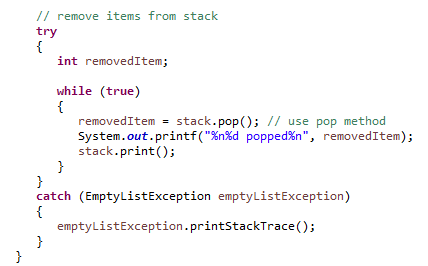 // remove items from stack
try
{
int removedItem;
while (true)
{
removedItem = stack.pop(); // use pop method
System.out.printf("%n%d popped%n", removedItem);
stack.print();
}
}
catch (EmptyListException emptyListException)
{
emptyListException.printStackTrace();
}
}